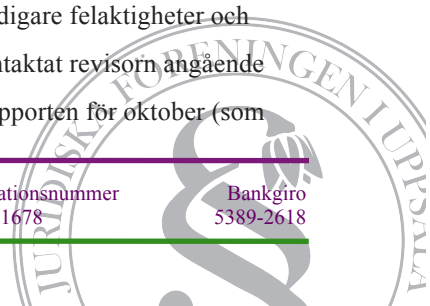 digare felaktigheter och
ntaktat revisorn angående
pporten för oktober (som
ationsnummer Bankgiro
1678 5389-2618
JURIDISKA FÖRENINGEN I UPPSALA